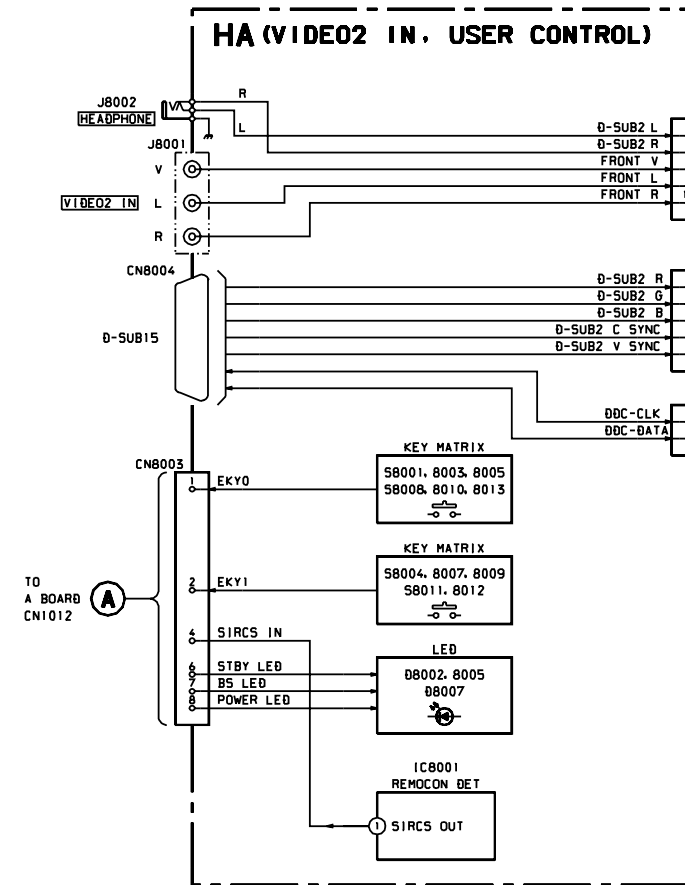 HA (VIDEO2 IN, USER CONTROL)
J8002
HEADPHONE
R
L
J8001
V
VIDEO2 IN
L
R
D-SUB2 L
D-SUB2 R
FRONT V
FRONT L
FRONT R
CN8004
D-SUB15
D-SUB2 R
D-SUB2 G
D-SUB2 B
D-SUB2 C SYNC
D-SUB2 V SYNC
DDC-CLK
DDC-DATA
CN8003
KEY MATRIX
1
EKY0
S8001, 8003, 8005
S8008, 8010, 8013
KEY MATRIX
2
EKY1
S8004, 8007, 8009
S8011, 8012
TO
A BOARD
CN1012
A
4
SIRCS IN
LED
6
STBY LED
7
BS LED
8
POWER LED
D8002, 8005
D8007
IC8001
REMOCON DET
1
SIRCS OUT